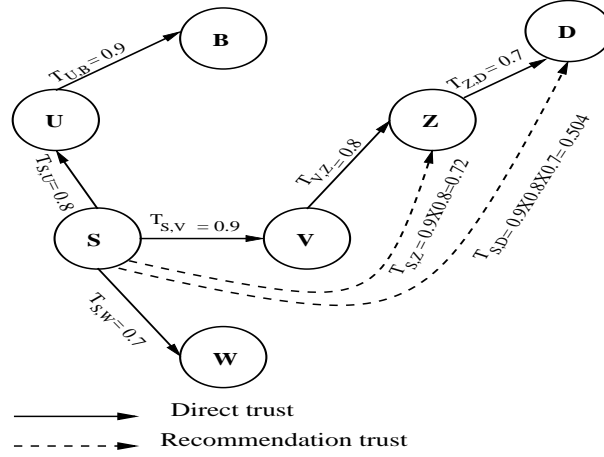 B
D
T_{U,B}= 0.9
T_{Z,D}= 0.7
U
Z
T_{S,U}=0.8
T_{V,Z}=0.8
T_{S,V} = 0.9
S
V
T_{S,Z}= 0.9X0.8=0.72
T_{S,D}= 0.9X0.8X0.7= 0.504
T_{S,W}=0.7
W
Direct trust
Recommendation trust